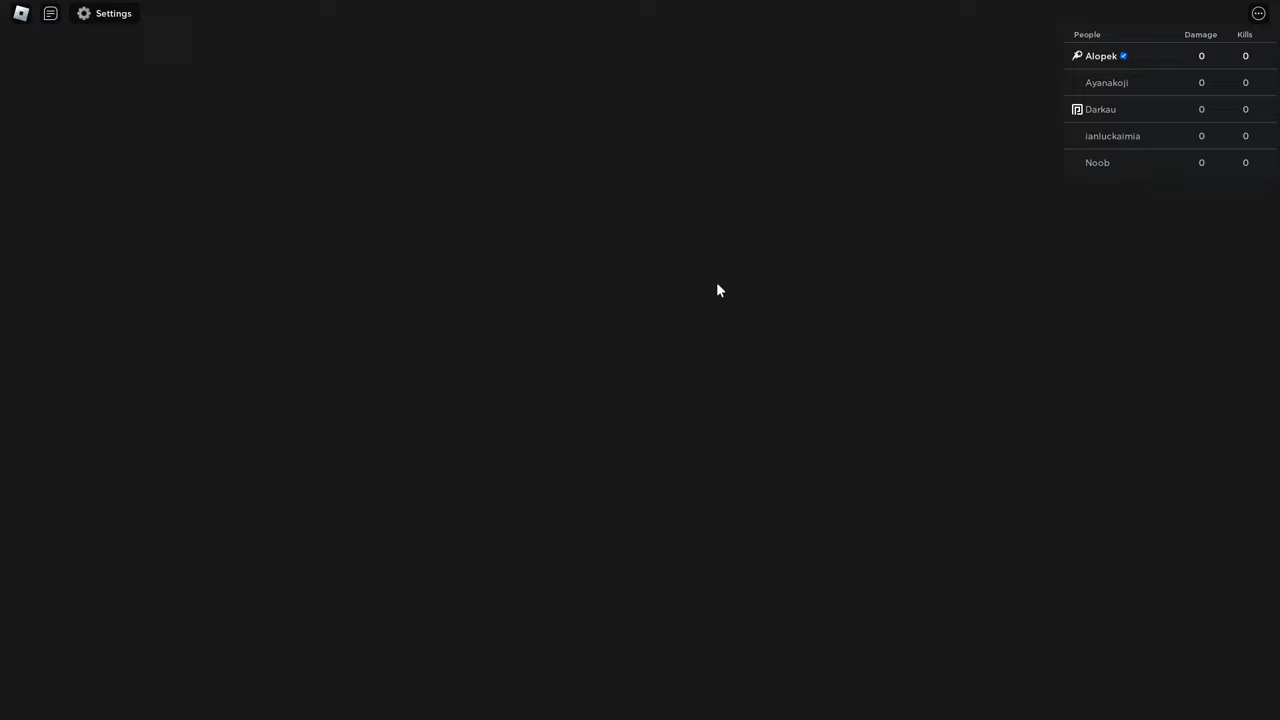 Settings
People Damage Kills
Alopek 0 0
Ayanakoji 0 0
Darkau 0 0
ianluckaimia 0 0
Noob 0 0